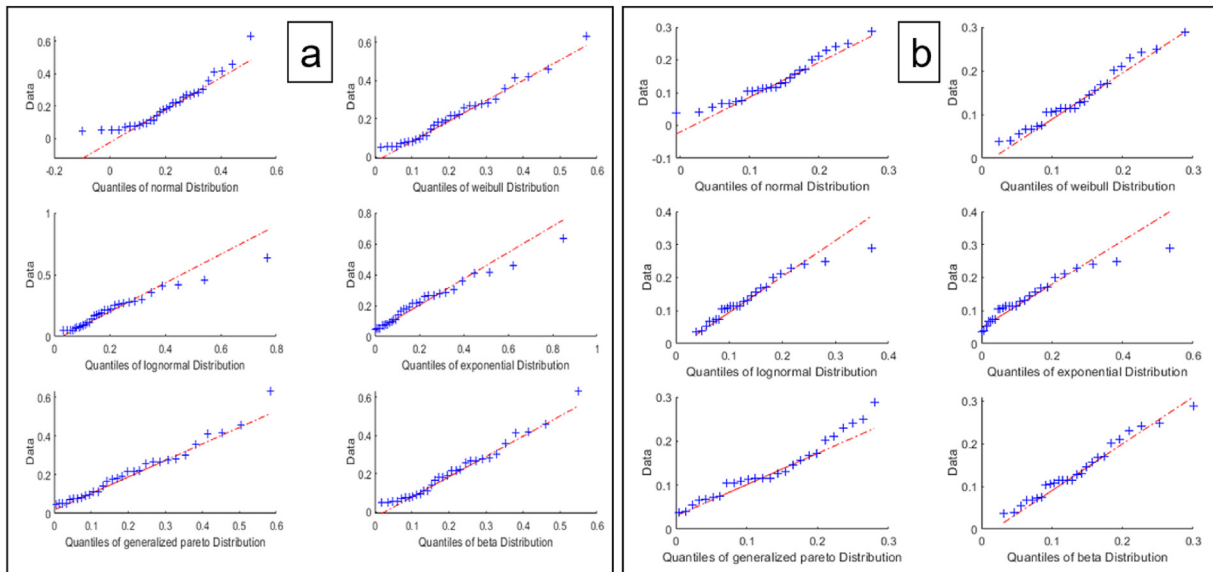 a
0.6
0.4
0.2
0
Data
-0.2 0 0.2 0.4 0.6
Quantiles of normal Distribution
0.6
0.4
0.2
0
Data
0 0.1 0.2 0.3 0.4 0.5 0.6
Quantiles of weibull Distribution
1
0.5
0
Data
0 0.2 0.4 0.6 0.8
Quantiles of lognormal Distribution
0.8
0.6
0.4
0.2
0
Data
0 0.2 0.4 0.6 0.8 1
Quantiles of exponential Distribution
0.6
0.4
0.2
0
Data
0 0.1 0.2 0.3 0.4 0.5 0.6
Quantiles of generalized pareto Distribution
0.6
0.4
0.2
0
Data
0 0.1 0.2 0.3 0.4 0.5 0.6
Quantiles of beta Distribution
b
0.3
0.2
0.1
0
-0.1
Data
0 0.1 0.2 0.3
Quantiles of normal Distribution
0.3
0.2
0.1
0
Data
0 0.1 0.2 0.3
Quantiles of weibull Distribution
0.4
0.3
0.2
0.1
0
Data
0 0.1 0.2 0.3 0.4
Quantiles of lognormal Distribution
0.4
0.3
0.2
0.1
0
Data
0 0.2 0.4 0.6
Quantiles of exponential Distribution
0.3
0.2
0.1
0
Data
0 0.1 0.2 0.3
Quantiles of generalized pareto Distribution
0.3
0.2
0.1
0
Data
0 0.1 0.2 0.3
Quantiles of beta Distribution